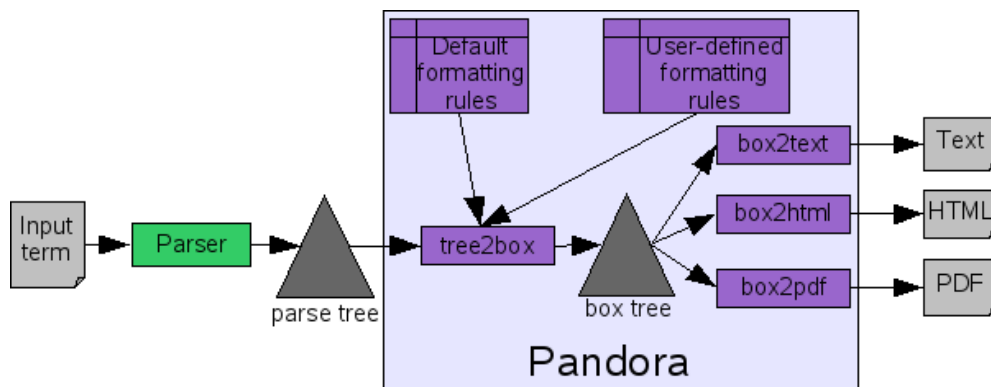 Default
formatting
rules
User-defined
formatting
rules
box2text
Text
Input
term
Parser
tree2box
box2html
HTML
parse tree
box tree
box2pdf
PDF
Pandora